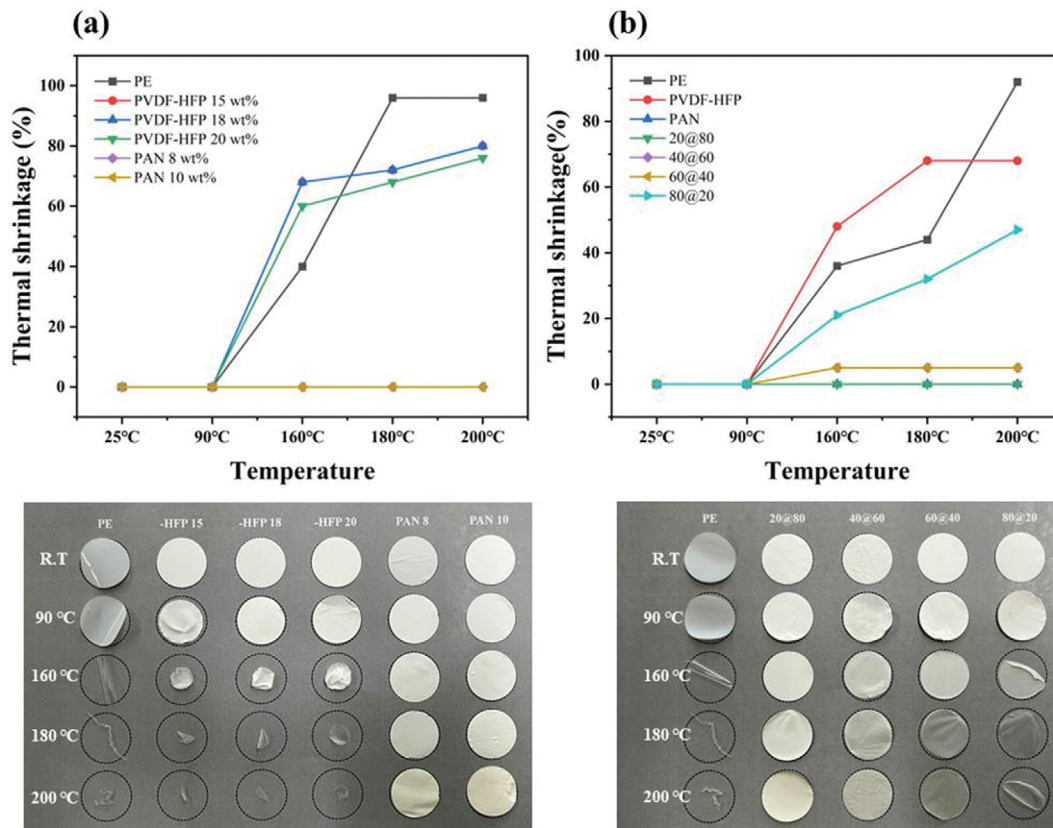 (a)
Thermal shrinkage (%)
100
80
60
40
20
0
PE
PVDF-HFP 15 wt%
PVDF-HFP 18 wt%
PVDF-HFP 20 wt%
PAN 8 wt%
PAN 10 wt%
25℃ 90℃ 160℃ 180℃ 200℃
Temperature
(b)
Thermal shrinkage(%)
100
80
60
40
20
0
PE
PVDF-HFP
PAN
20@80
40@60
60@40
80@20
25℃ 90℃ 160℃ 180℃ 200℃
Temperature
PE -HFP 15 -HFP 18 -HFP 20 PAN 8 PAN 10
R.T
90 ℃
160 ℃
180 ℃
200 ℃
PE 20@80 40@60 60@40 80@20
R.T
90 ℃
160 ℃
180 ℃
200 ℃